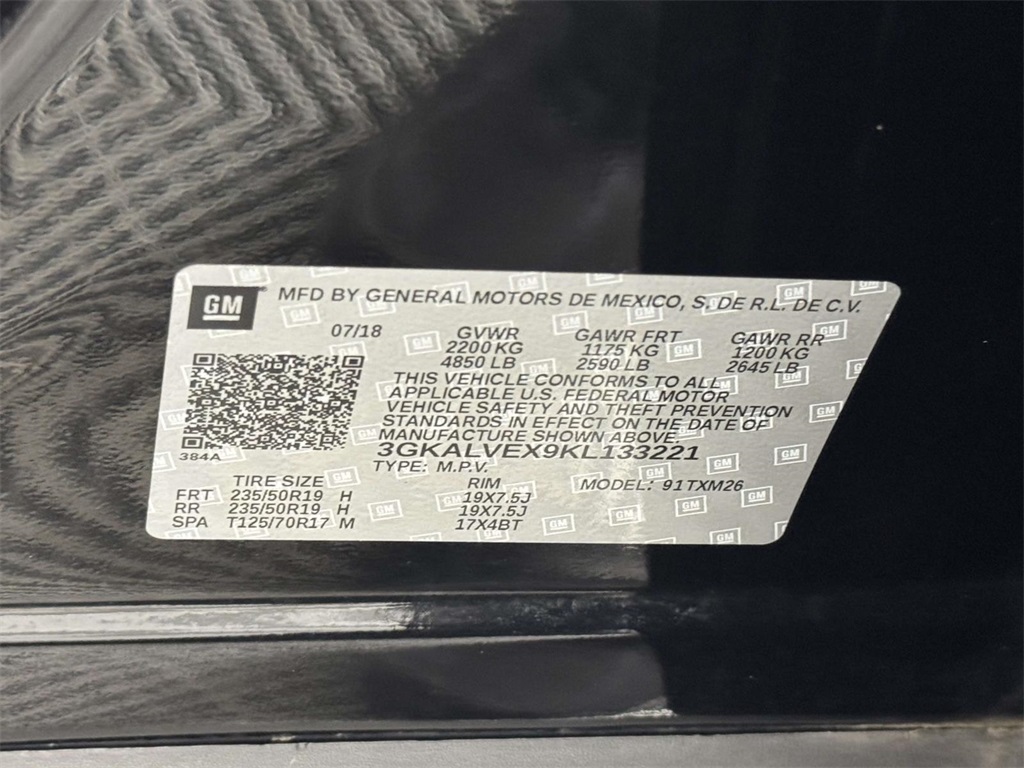 GM MFD BY GENERAL MOTORS DE MEXICO, S. DE R.L. DE C.V.
07/18 GVWR GAWR FRT GAWR RR
2200 KG 1175 KG 1200 KG
4850 LB 2590 LB 2645 LB
THIS VEHICLE CONFORMS TO ALL
APPLICABLE U.S. FEDERAL MOTOR
VEHICLE SAFETY AND THEFT PREVENTION
STANDARDS IN EFFECT ON THE DATE OF
MANUFACTURE SHOWN ABOVE.
384A 3GKALVEX9KL133221
TYPE: M.P.V.
TIRE SIZE RIM MODEL: 91TXM26
FRT 235/50R19 H 19X7.5J
RR 235/50R19 H 19X7.5J
SPA T125/70R17 M 17X4BT